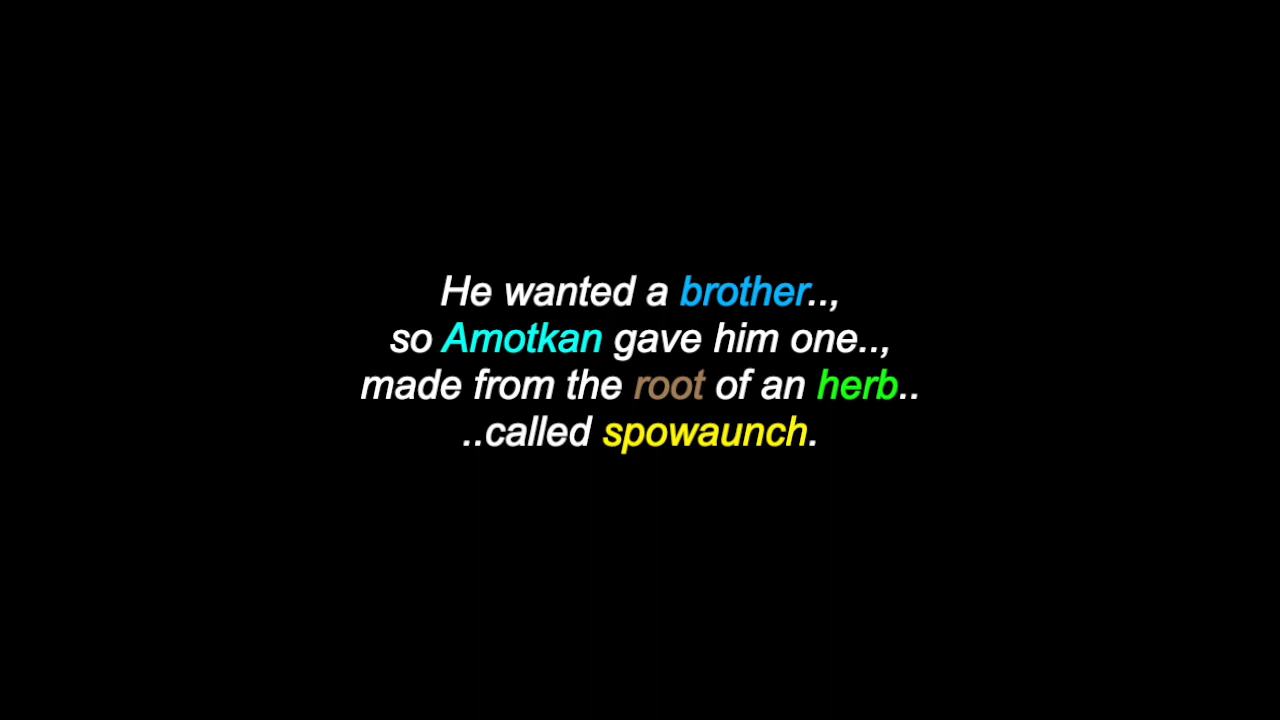 He wanted a brother..,
so Amotkan gave him one..,
made from the root of an herb..
..called spowaunch.